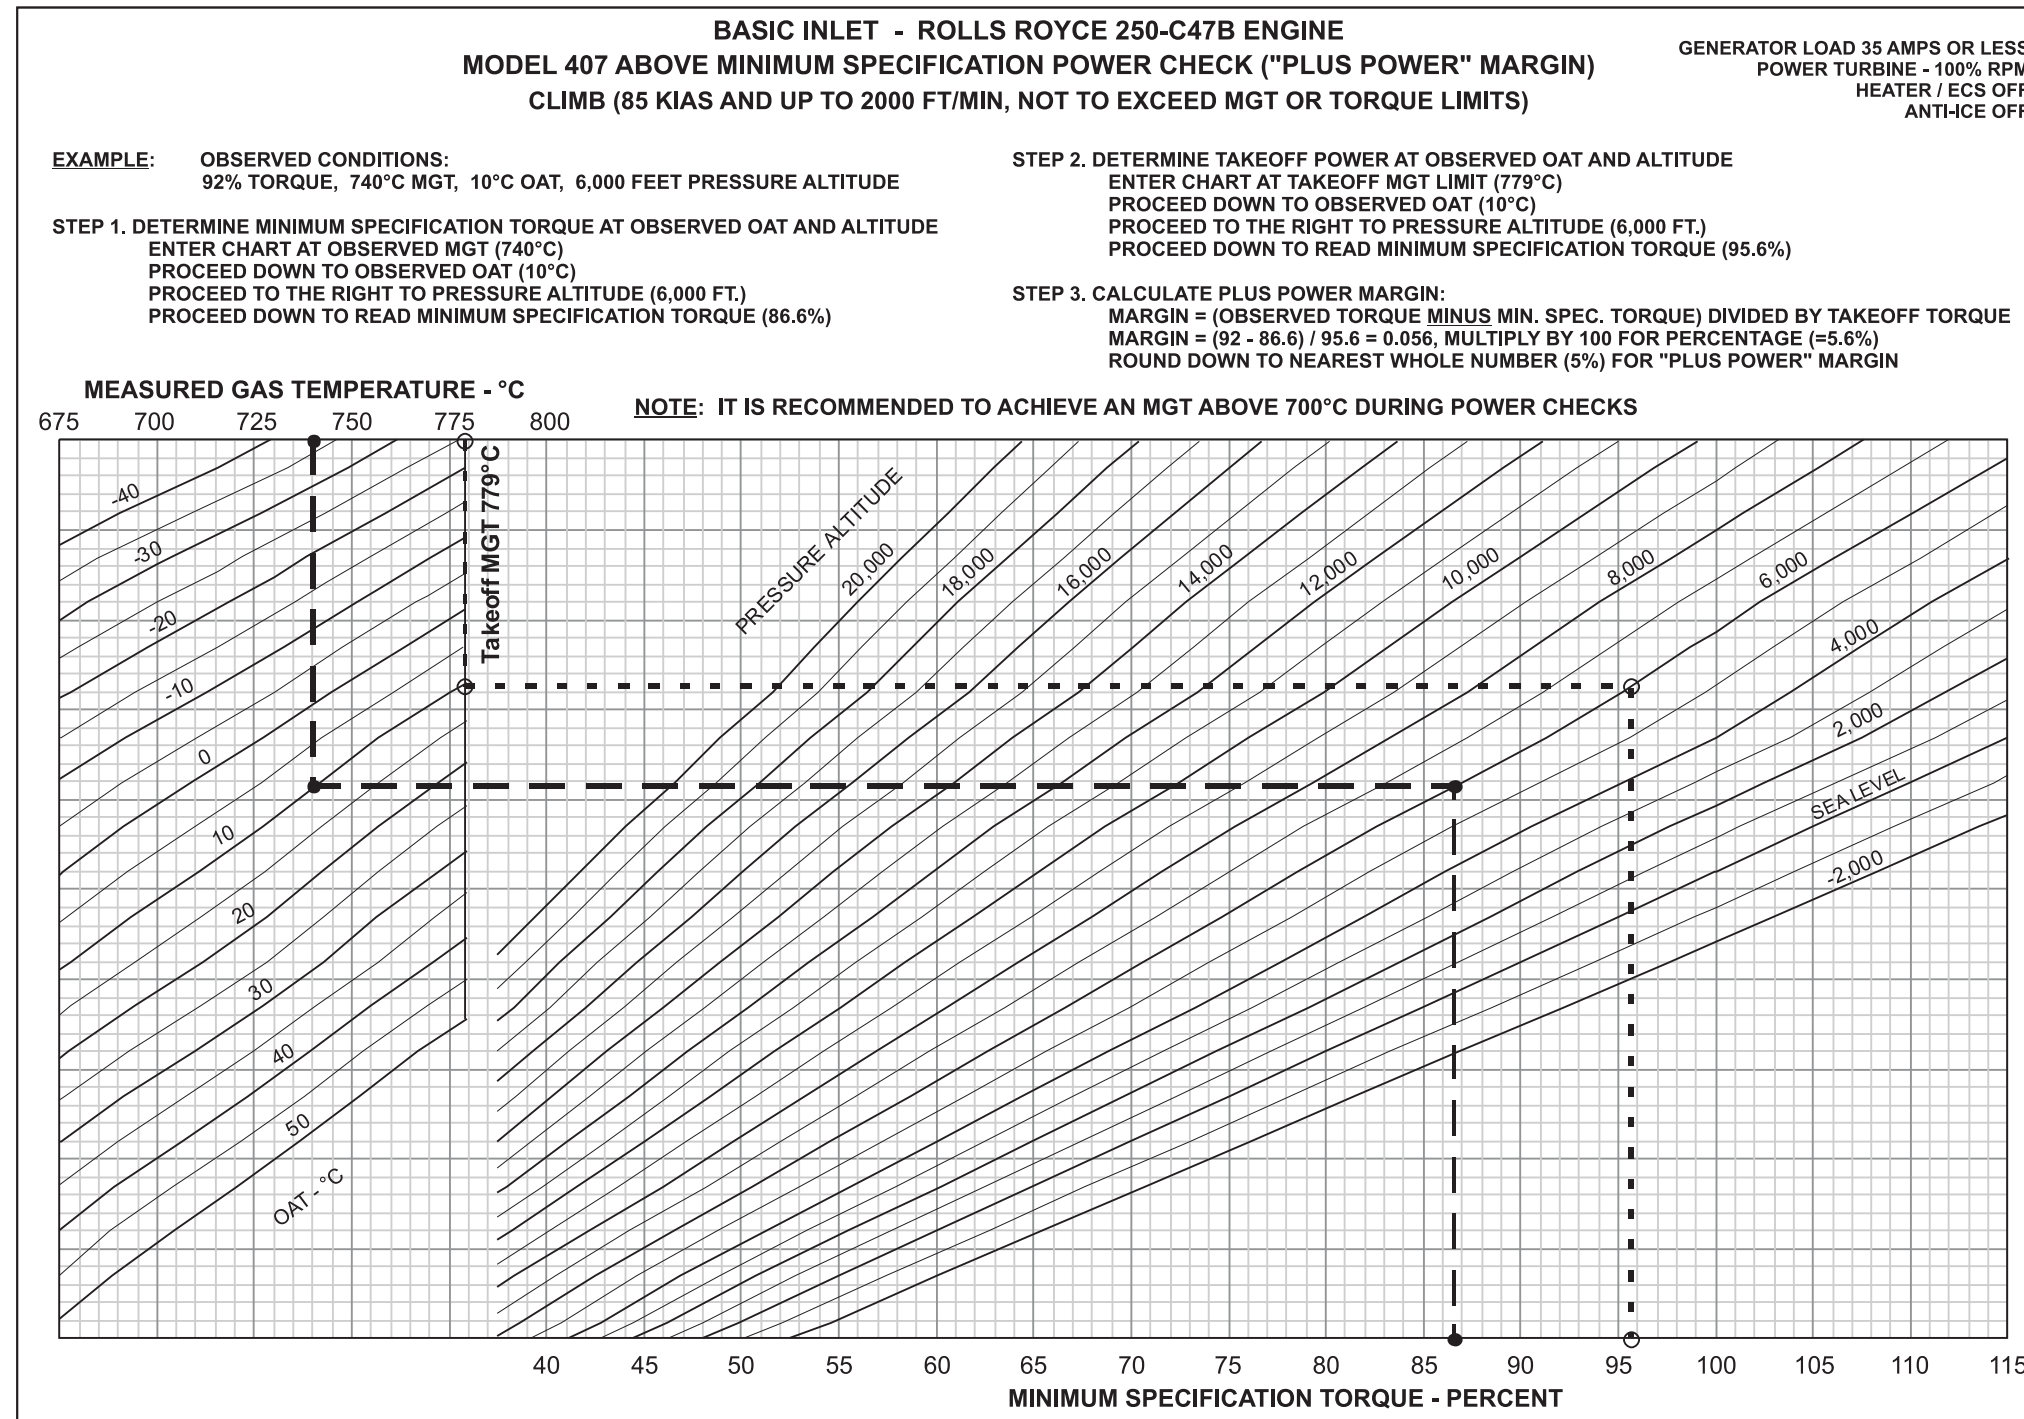 BASIC INLET - ROLLS ROYCE 250-C47B ENGINE
MODEL 407 ABOVE MINIMUM SPECIFICATION POWER CHECK ("PLUS POWER" MARGIN)
CLIMB (85 KIAS AND UP TO 2000 FT/MIN, NOT TO EXCEED MGT OR TORQUE LIMITS)
GENERATOR LOAD 35 AMPS OR LESS
POWER TURBINE - 100% RPM
HEATER / ECS OFF
ANTI-ICE OFF
EXAMPLE: OBSERVED CONDITIONS:
92% TORQUE, 740°C MGT, 10°C OAT, 6,000 FEET PRESSURE ALTITUDE
STEP 1. DETERMINE MINIMUM SPECIFICATION TORQUE AT OBSERVED OAT AND ALTITUDE
ENTER CHART AT OBSERVED MGT (740°C)
PROCEED DOWN TO OBSERVED OAT (10°C)
PROCEED TO THE RIGHT TO PRESSURE ALTITUDE (6,000 FT.)
PROCEED DOWN TO READ MINIMUM SPECIFICATION TORQUE (86.6%)
STEP 2. DETERMINE TAKEOFF POWER AT OBSERVED OAT AND ALTITUDE
ENTER CHART AT TAKEOFF MGT LIMIT (779°C)
PROCEED DOWN TO OBSERVED OAT (10°C)
PROCEED TO THE RIGHT TO PRESSURE ALTITUDE (6,000 FT.)
PROCEED DOWN TO READ MINIMUM SPECIFICATION TORQUE (95.6%)
STEP 3. CALCULATE PLUS POWER MARGIN:
MARGIN = (OBSERVED TORQUE MINUS MIN. SPEC. TORQUE) DIVIDED BY TAKEOFF TORQUE
MARGIN = (92 - 86.6) / 95.6 = 0.056, MULTIPLY BY 100 FOR PERCENTAGE (=5.6%)
ROUND DOWN TO NEAREST WHOLE NUMBER (5%) FOR "PLUS POWER" MARGIN
MEASURED GAS TEMPERATURE - °C
NOTE: IT IS RECOMMENDED TO ACHIEVE AN MGT ABOVE 700°C DURING POWER CHECKS
675 700 725 750 775 800
Takeoff MGT 779°C
-40
-30
-20
-10
0
10
20
30
40
50
OAT - °C
PRESSURE ALTITUDE
20,000
18,000
16,000
14,000
12,000
10,000
8,000
6,000
4,000
2,000
SEA LEVEL
-2,000
40 45 50 55 60 65 70 75 80 85 90 95 100 105 110 115
MINIMUM SPECIFICATION TORQUE - PERCENT